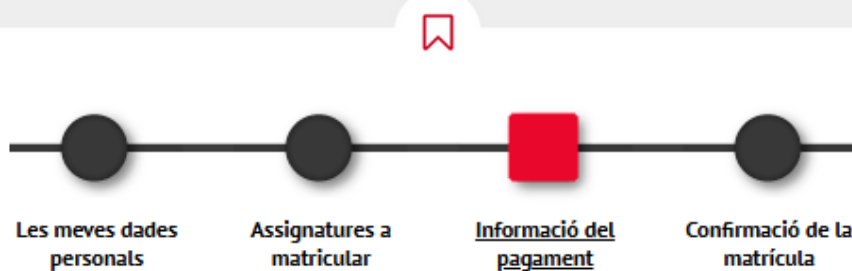 Les meves dades
personals
Assignatures a
matricular
Informació del
pagament
Confirmació de la
matrícula